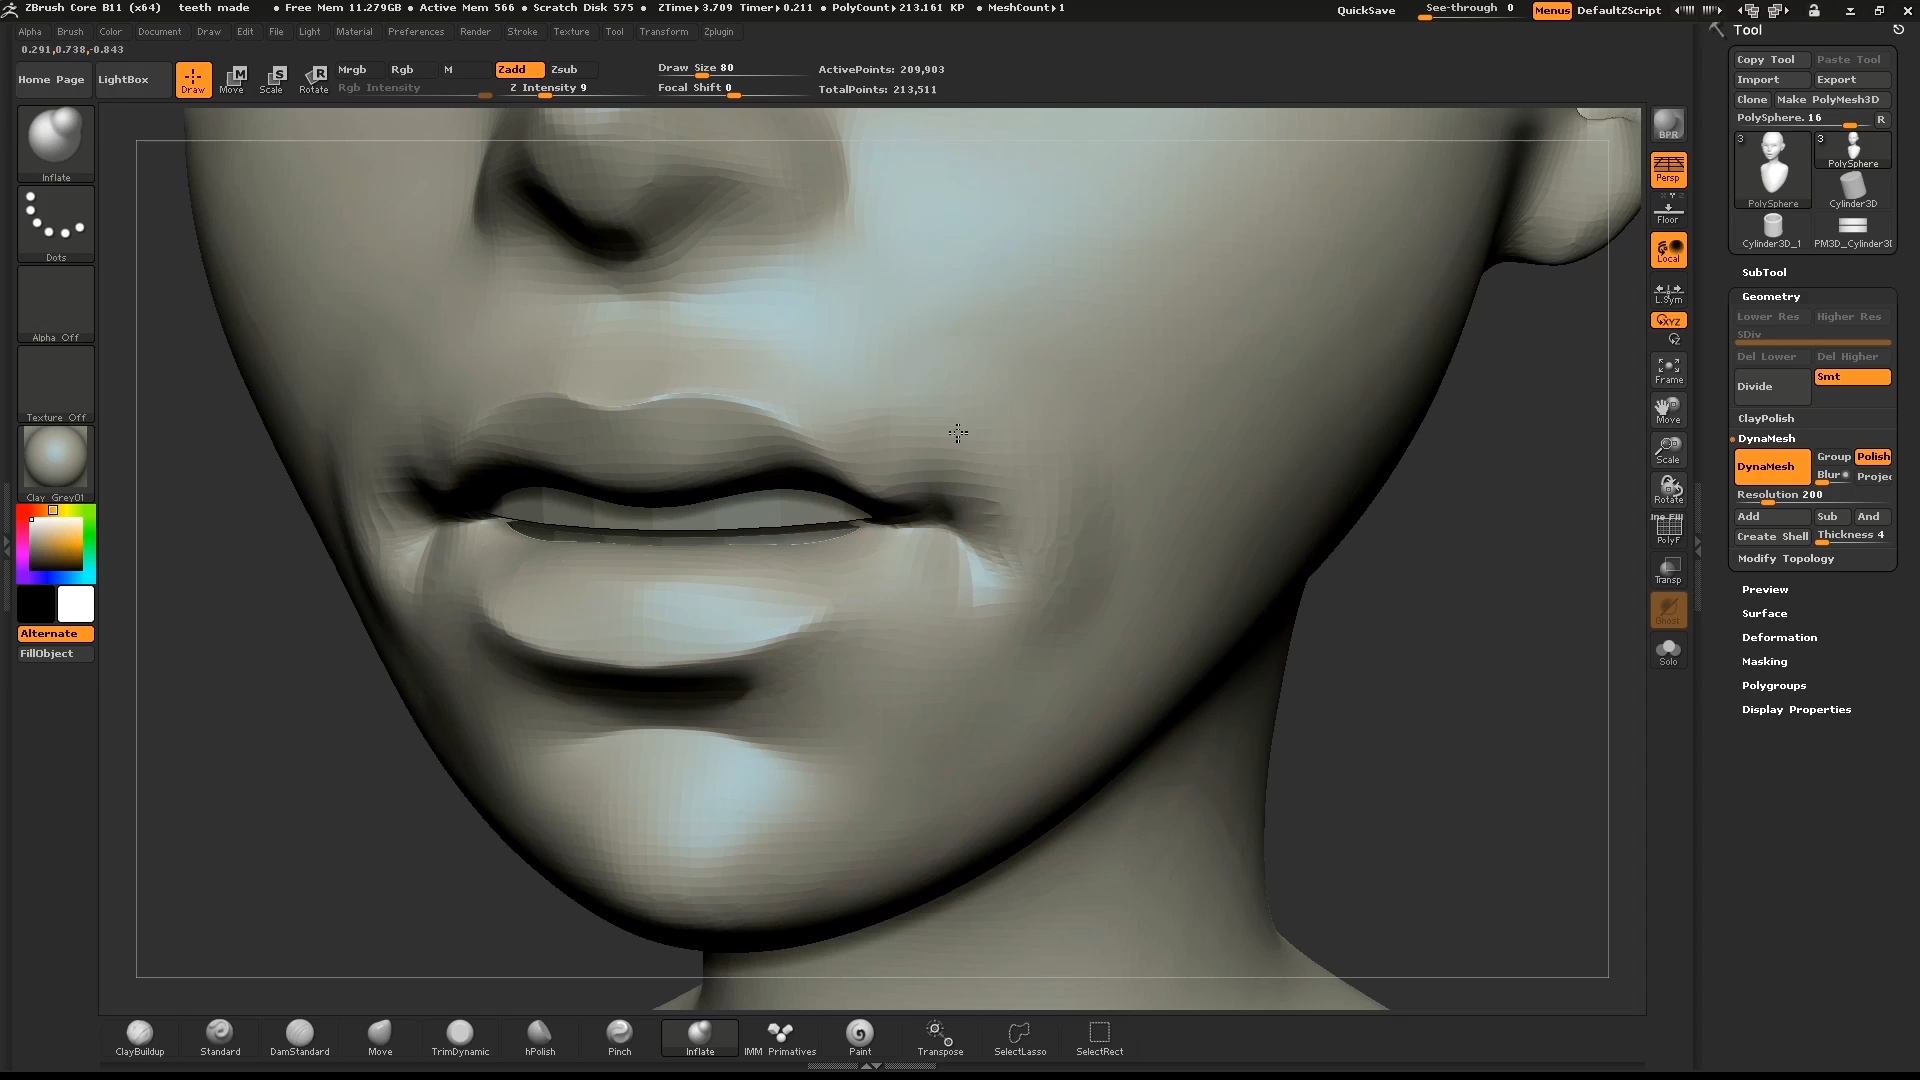 ZBrush Core B11 (x64) teeth made • Free Mem 11.279GB • Active Mem 566 • Scratch Disk 575 • ZTime▸3.709 Timer▸0.211 • PolyCount▸213.161 KP • MeshCount▸1 QuickSave See-through 0 Menus DefaultZScript
Alpha Brush Color Document Draw Edit File Light Material Preferences Render Stroke Texture Tool Transform Zplugin
0.291,0.738,-0.843
Home Page LightBox Draw Move Scale Rotate
Mrgb Rgb M Zadd Zsub
Rgb Intensity Z Intensity 9
Draw Size 80
Focal Shift 0
ActivePoints: 209,903
TotalPoints: 213,511
Inflate
Dots
Alpha Off
Texture Off
Clay_Grey01
Alternate
FillObject
BPR
Persp
Floor
Local
L.Sym
XYZ
Frame
Move
Scale
Rotate
Line Fill
PolyF
Transp
Ghost
Solo
Tool
Copy Tool Paste Tool
Import Export
Clone Make PolyMesh3D
PolySphere. 16 R
3 3
PolySphere
PolySphere Cylinder3D
Cylinder3D_1 PM3D_Cylinder3D
SubTool
Geometry
Lower Res Higher Res
SDiv
Del Lower Del Higher
Divide Smt
ClayPolish
DynaMesh
DynaMesh Group Polish
Blur Projec
Resolution 200
Add Sub And
Create Shell Thickness 4
Modify Topology
Preview
Surface
Deformation
Masking
Polygroups
Display Properties
ClayBuildup Standard DamStandard Move TrimDynamic hPolish Pinch Inflate IMM Primitives Paint Transpose SelectLasso SelectRect